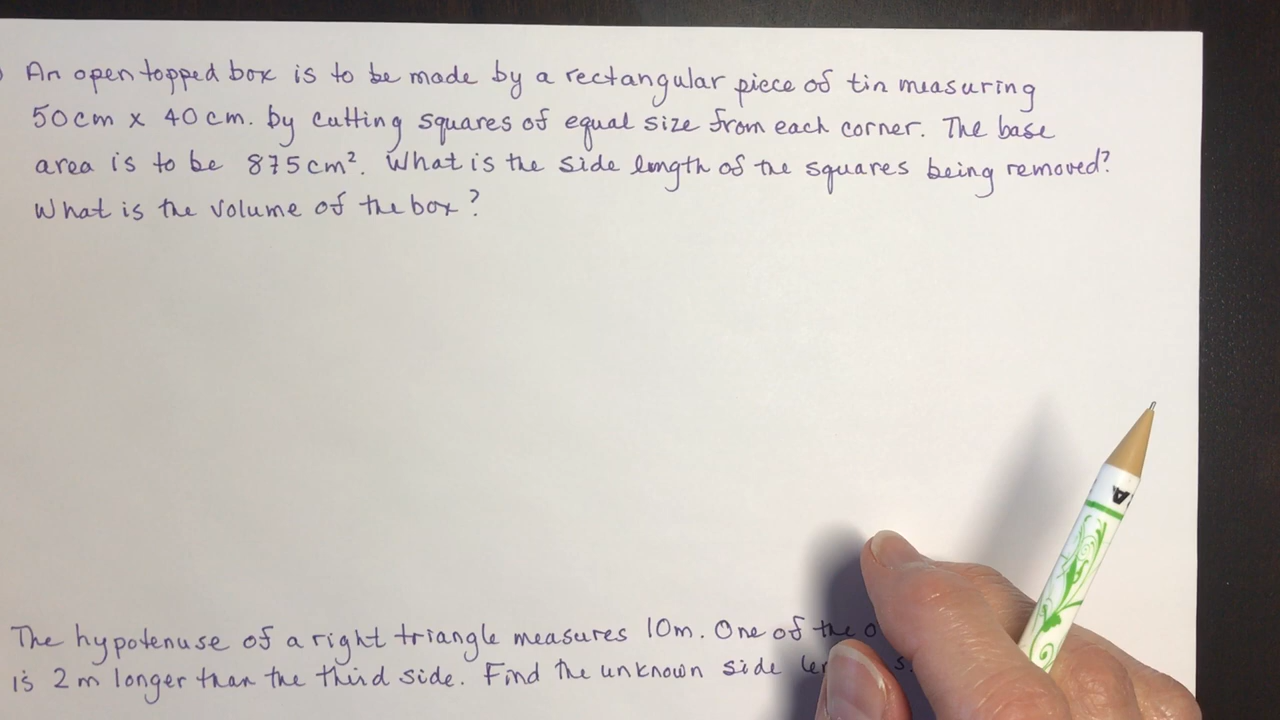 ) An open topped box is to be made by a rectangular piece of tin measuring
50cm x 40cm. by cutting squares of equal size from each corner. The base
area is to be 875cm². What is the side length of the squares being removed?
What is the volume of the box?
The hypotenuse of a right triangle measures 10m. One of the
is 2m longer than the third side. Find the unknown side
A